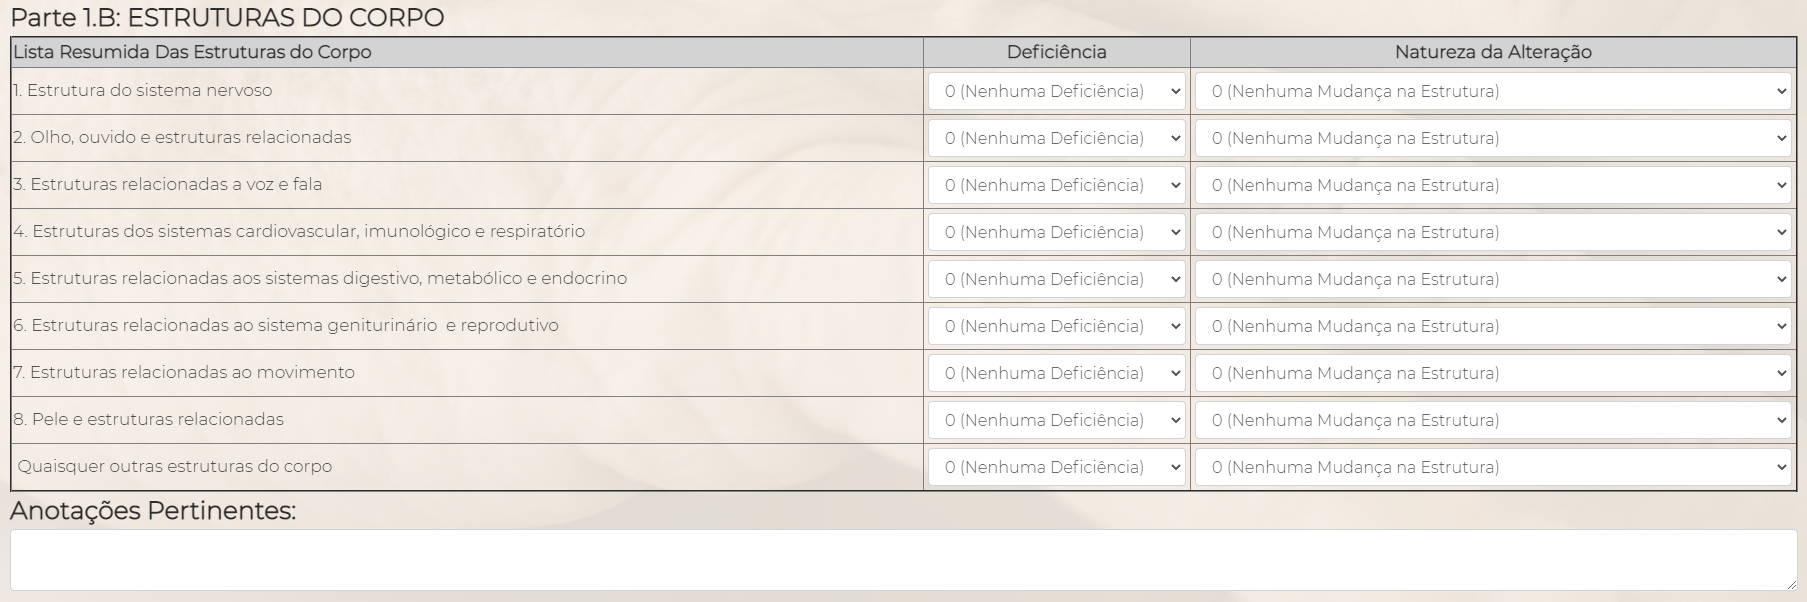 Parte 1.B: ESTRUTURAS DO CORPO
Lista Resumida Das Estruturas do Corpo Deficiência Natureza da Alteração
1. Estrutura do sistema nervoso 0 (Nenhuma Deficiência) 0 (Nenhuma Mudança na Estrutura)
2. Olho, ouvido e estruturas relacionadas 0 (Nenhuma Deficiência) 0 (Nenhuma Mudança na Estrutura)
3. Estruturas relacionadas a voz e fala 0 (Nenhuma Deficiência) 0 (Nenhuma Mudança na Estrutura)
4. Estruturas dos sistemas cardiovascular, imunológico e respiratório 0 (Nenhuma Deficiência) 0 (Nenhuma Mudança na Estrutura)
5. Estruturas relacionadas aos sistemas digestivo, metabólico e endocrino 0 (Nenhuma Deficiência) 0 (Nenhuma Mudança na Estrutura)
6. Estruturas relacionadas ao sistema geniturinário e reprodutivo 0 (Nenhuma Deficiência) 0 (Nenhuma Mudança na Estrutura)
7. Estruturas relacionadas ao movimento 0 (Nenhuma Deficiência) 0 (Nenhuma Mudança na Estrutura)
8. Pele e estruturas relacionadas 0 (Nenhuma Deficiência) 0 (Nenhuma Mudança na Estrutura)
Quaisquer outras estruturas do corpo 0 (Nenhuma Deficiência) 0 (Nenhuma Mudança na Estrutura)
Anotações Pertinentes: